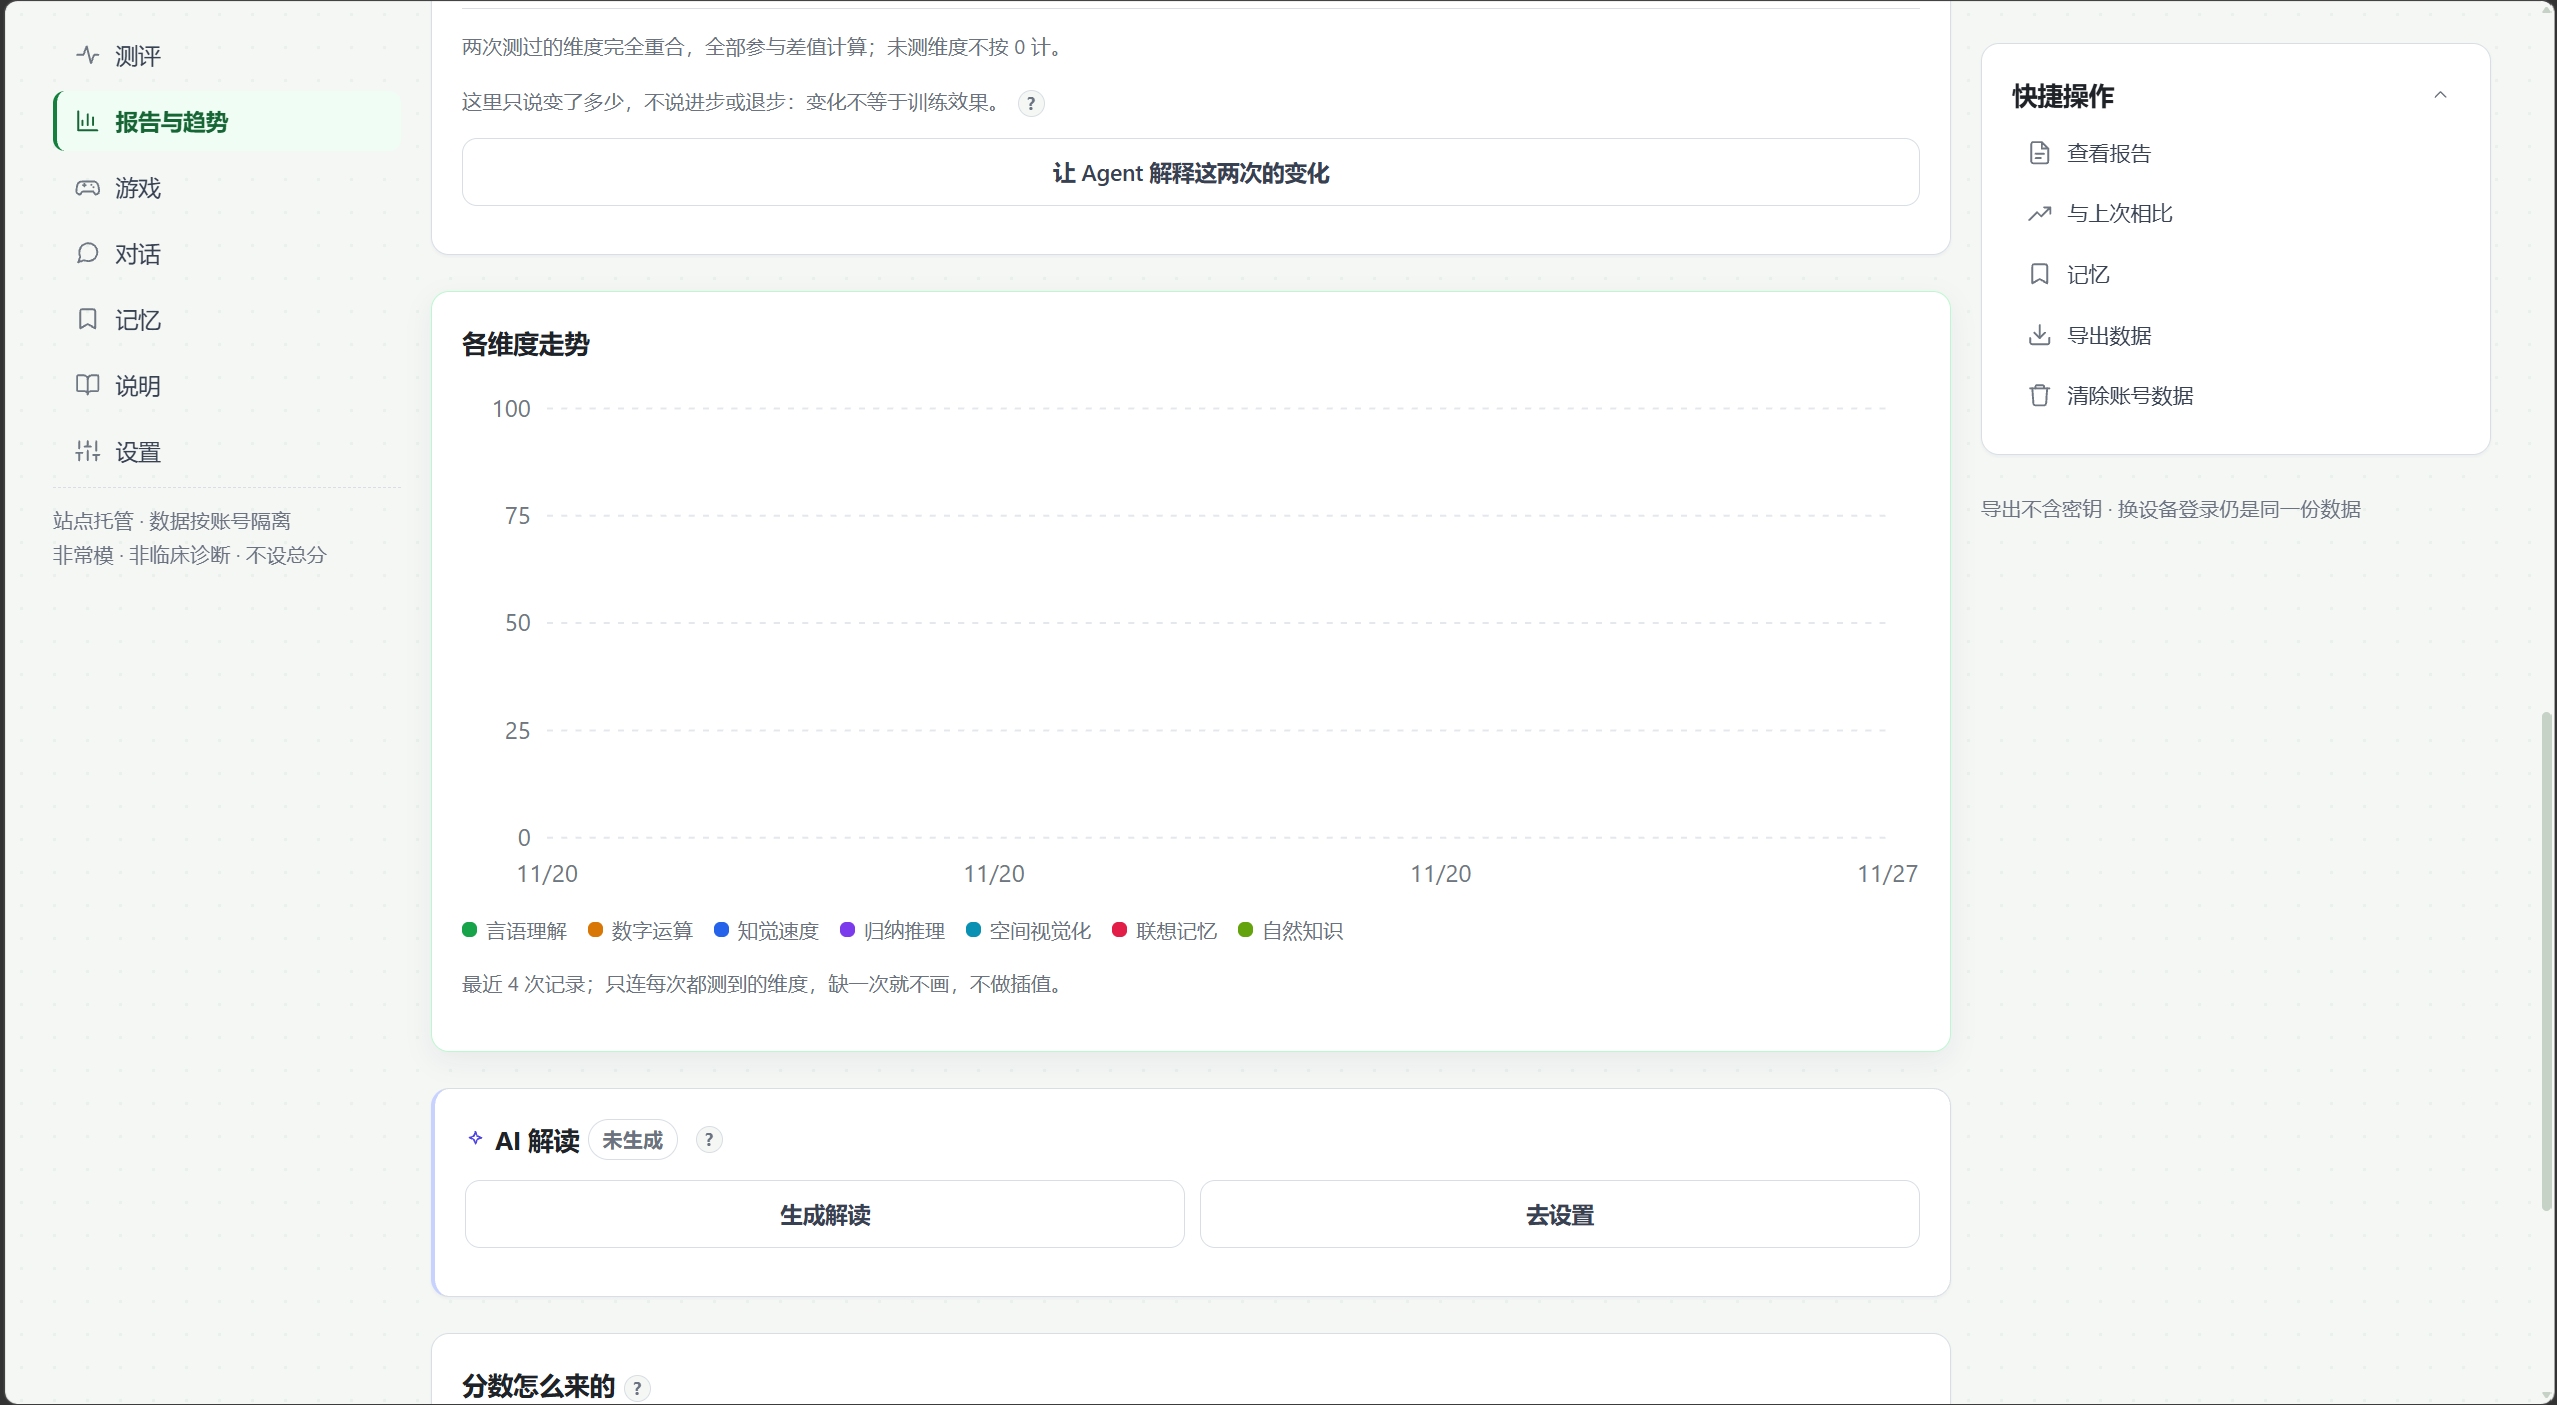 测评
报告与趋势
游戏
对话
记忆
说明
设置
站点托管 · 数据按账号隔离
非常模 · 非临床诊断 · 不设总分
两次测过的维度完全重合，全部参与差值计算；未测维度不按 0 计。
这里只说变了多少，不说进步或退步：变化不等于训练效果。 ?
让 Agent 解释这两次的变化
各维度走势
100
75
50
25
0
11/20 11/20 11/20 11/27
言语理解 数字运算 知觉速度 归纳推理 空间视觉化 联想记忆 自然知识
最近 4 次记录；只连每次都测到的维度，缺一次就不画，不做插值。
AI 解读 未生成 ?
生成解读 去设置
分数怎么来的 ?
快捷操作
查看报告
与上次相比
记忆
导出数据
清除账号数据
导出不含密钥 · 换设备登录仍是同一份数据